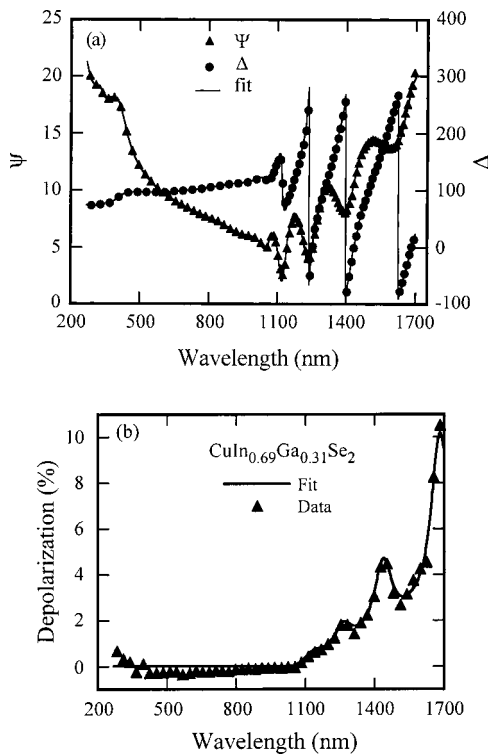 (a)
Ψ
Δ
fit
25
20
15
10
5
0
Ψ
400
300
200
100
0
-100
Δ
200 500 800 1100 1400 1700
Wavelength (nm)
(b)
CuIn0.69Ga0.31Se2
Fit
Data
10
8
6
4
2
0
Depolarization (%)
200 500 800 1100 1400 1700
Wavelength (nm)